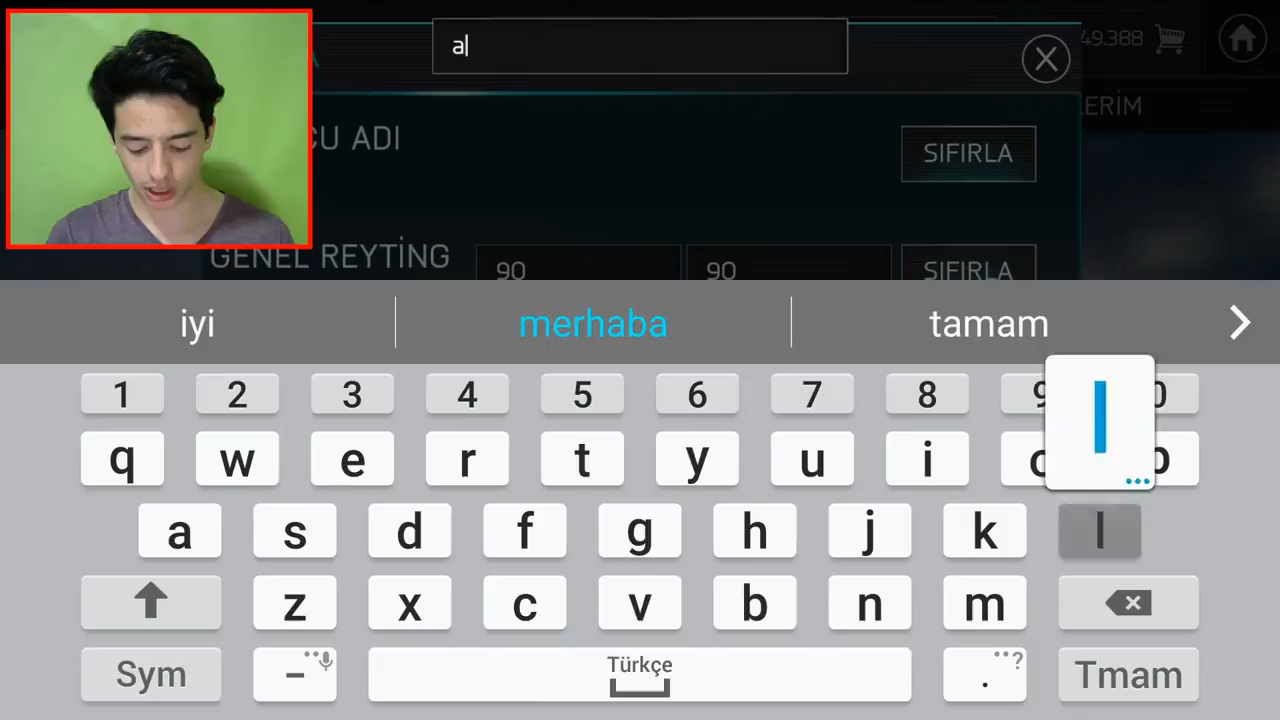 a
49.388
CU ADI
SIFIRLA
LERİM
GENEL REYTİNG
90
90
SIFIRLA
iyi
merhaba
tamam
1 2 3 4 5 6 7 8 9 0
q w e r t y u i o p
l
a s d f g h j k l
z x c v b n m
Sym
-
Türkçe
. ?
Tmam